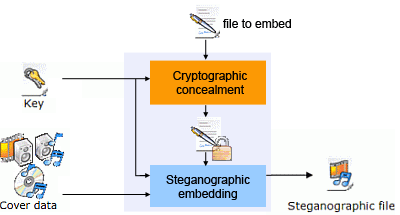 file to embed
Cryptographic
concealment
Key
Steganographic
embedding
Cover data
Steganographic file